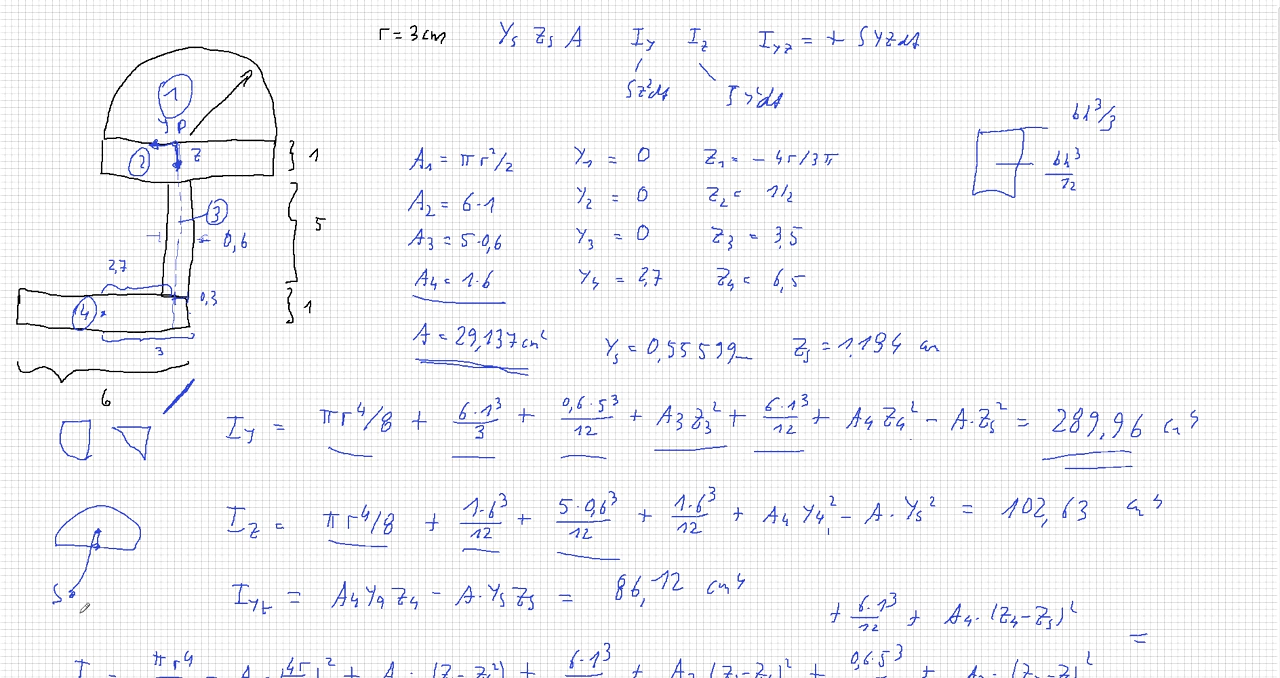 r = 3cm   Ys Zs A   Iy   Iz   Iyz = + ∫yzdA
∫z²dA   ∫y²dA
bh³/3
bh³/12
1
y P
z
2
1
3
5
0,6
2,7
0,3
4
1
3
6
A1 = πr²/2   Y1 = 0   Z1 = - 4r/3π
A2 = 6·1   Y2 = 0   Z2 = 1/2
A3 = 5·0,6   Y3 = 0   Z3 = 3,5
A4 = 1·6   Y4 = 2,7   Z4 = 6,5
A = 29,137cm²   Ys = 0,55599   Zs = 1,194 cm
Iy = πr⁴/8 + 6·1³/3 + 0,6·5³/12 + A3 Z3² + 6·1³/12 + A4 Z4² - A·Zs² = 289,96 cm⁴
Iz = πr⁴/8 + 1·6³/12 + 5·0,6³/12 + 1·6³/12 + A4 Y4² - A·Ys² = 102,63 cm⁴
S
Iyz = A4 Y4 Z4 - A·Ys Zs = 86,12 cm⁴
+ 6·1³/12 + A4·(Z4-Zs)² =